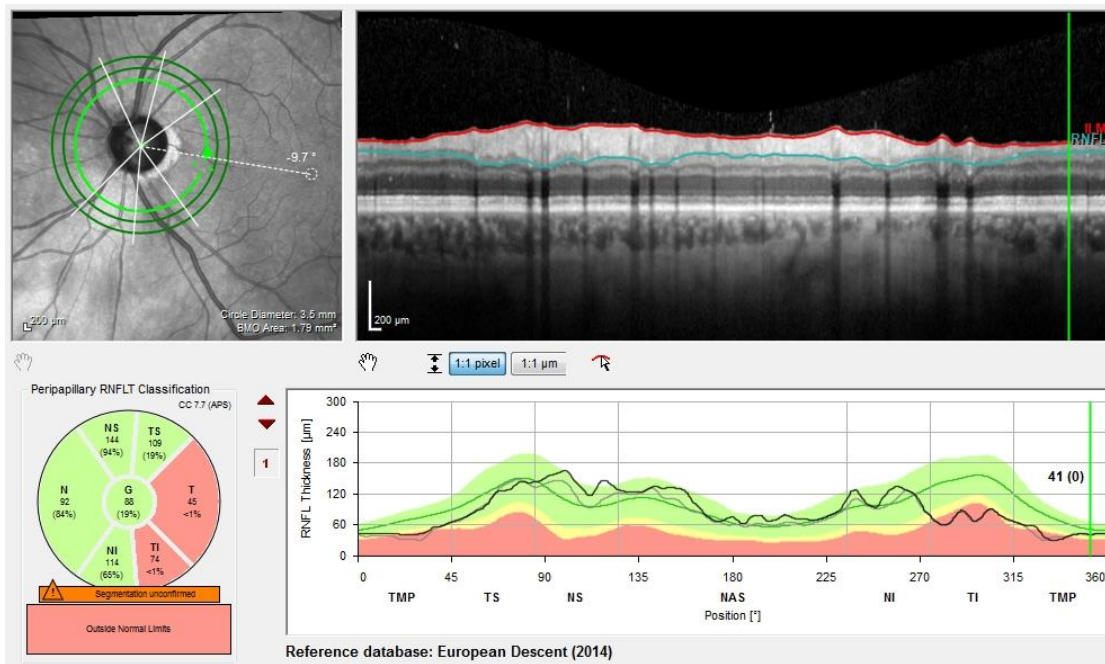 -9.7 °
200 µm
Circle Diameter: 3.5 mm
BMO Area: 1.79 mm²
ILM
RNFL
200 µm
1:1 pixel
1:1 µm
Peripapillary RNFLT Classification
CC 7.7 (APS)
NS
144
(94%)
TS
109
(19%)
N
92
(84%)
G
88
(19%)
T
45
<1%
NI
114
(65%)
TI
74
<1%
Segmentation unconfirmed
Outside Normal Limits
1
RNFL Thickness [µm]
300
240
180
120
60
0
41 (0)
0 45 90 135 180 225 270 315 360
TMP TS NS NAS NI TI TMP
Position [°]
Reference database: European Descent (2014)